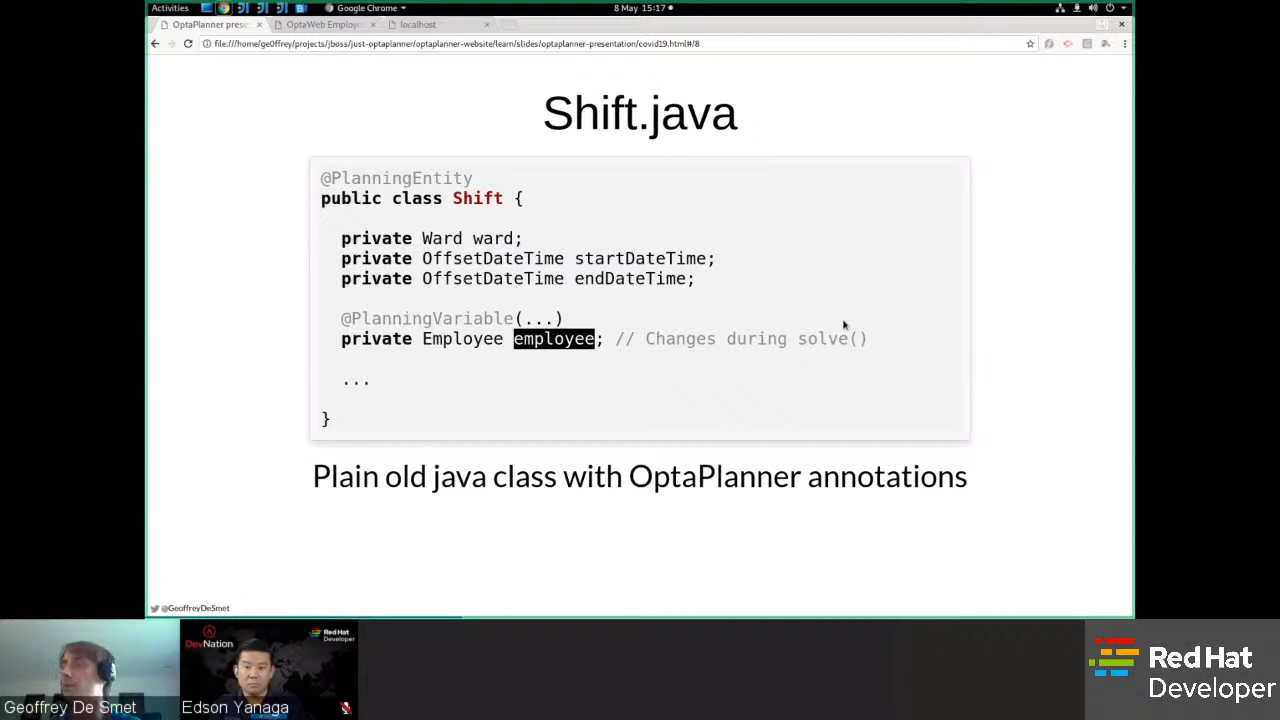 Activities
Google Chrome
8 May 15:17
OptaPlanner prese
OptaWeb Employe
localhost
file:///home/ge0ffrey/projects/jboss/just-optaplanner/optaplanner-website/learn/slides/optaplanner-presentation/covid19.html#/8
Shift.java
@PlanningEntity
public class Shift {
private Ward ward;
private OffsetDateTime startDateTime;
private OffsetDateTime endDateTime;
@PlanningVariable(...)
private Employee employee; // Changes during solve()
...
}
Plain old java class with OptaPlanner annotations
@GeoffreyDeSmet
DevNation
Red Hat
Developer
Geoffrey De Smet
Edson Yanaga
Red Hat
Developer